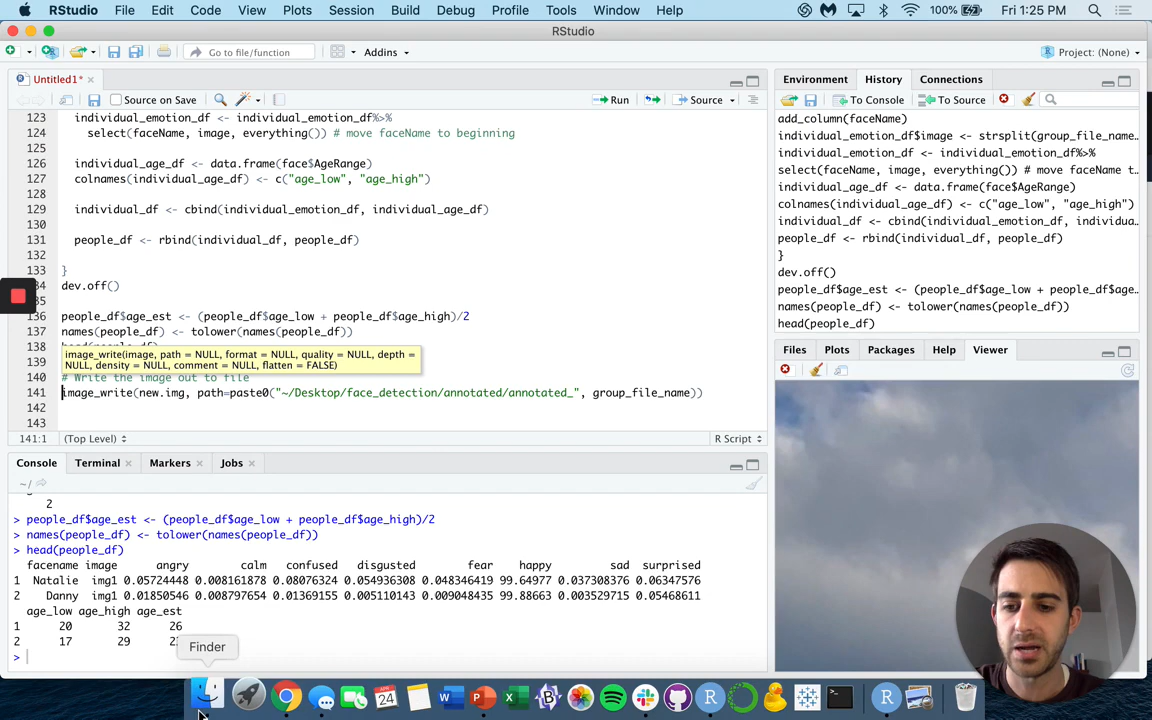 RStudio File Edit Code View Plots Session Build Debug Profile Tools Window Help 100% Fri 1:25 PM
RStudio
Go to file/function Addins Project: (None)
Untitled1*
Source on Save Run Source
123 individual_emotion_df <- individual_emotion_df%>%
124 select(faceName, image, everything()) # move faceName to beginning
125
126 individual_age_df <- data.frame(face$AgeRange)
127 colnames(individual_age_df) <- c("age_low", "age_high")
128
129 individual_df <- cbind(individual_emotion_df, individual_age_df)
130
131 people_df <- rbind(individual_df, people_df)
132
133 }
dev.off()
136 people_df$age_est <- (people_df$age_low + people_df$age_high)/2
137 names(people_df) <- tolower(names(people_df))
138
image_write(image, path = NULL, format = NULL, quality = NULL, depth =
139
NULL, density = NULL, comment = NULL, flatten = FALSE)
140 # Write the image out to file
141 image_write(new.img, path=paste0("~/Desktop/face_detection/annotated/annotated_", group_file_name))
142
143
141:1 (Top Level) R Script
Console Terminal Markers Jobs
~/
2
> people_df$age_est <- (people_df$age_low + people_df$age_high)/2
> names(people_df) <- tolower(names(people_df))
> head(people_df)
facename image angry calm confused disgusted fear happy sad surprised
1 Natalie img1 0.05724448 0.008161878 0.08076324 0.054936308 0.048346419 99.64977 0.037308376 0.06347576
2 Danny img1 0.01850546 0.008797654 0.01369155 0.005110143 0.009048435 99.88663 0.003529715 0.05468611
age_low age_high age_est
1 20 32 26
2 17 29
>
Finder
Environment History Connections
To Console To Source
add_column(faceName)
individual_emotion_df$image <- strsplit(group_file_name…
individual_emotion_df <- individual_emotion_df%>%
select(faceName, image, everything()) # move faceName t…
individual_age_df <- data.frame(face$AgeRange)
colnames(individual_age_df) <- c("age_low", "age_high")
individual_df <- cbind(individual_emotion_df, individua…
people_df <- rbind(individual_df, people_df)
}
dev.off()
people_df$age_est <- (people_df$age_low + people_df$age…
names(people_df) <- tolower(names(people_df))
head(people_df)
Files Plots Packages Help Viewer